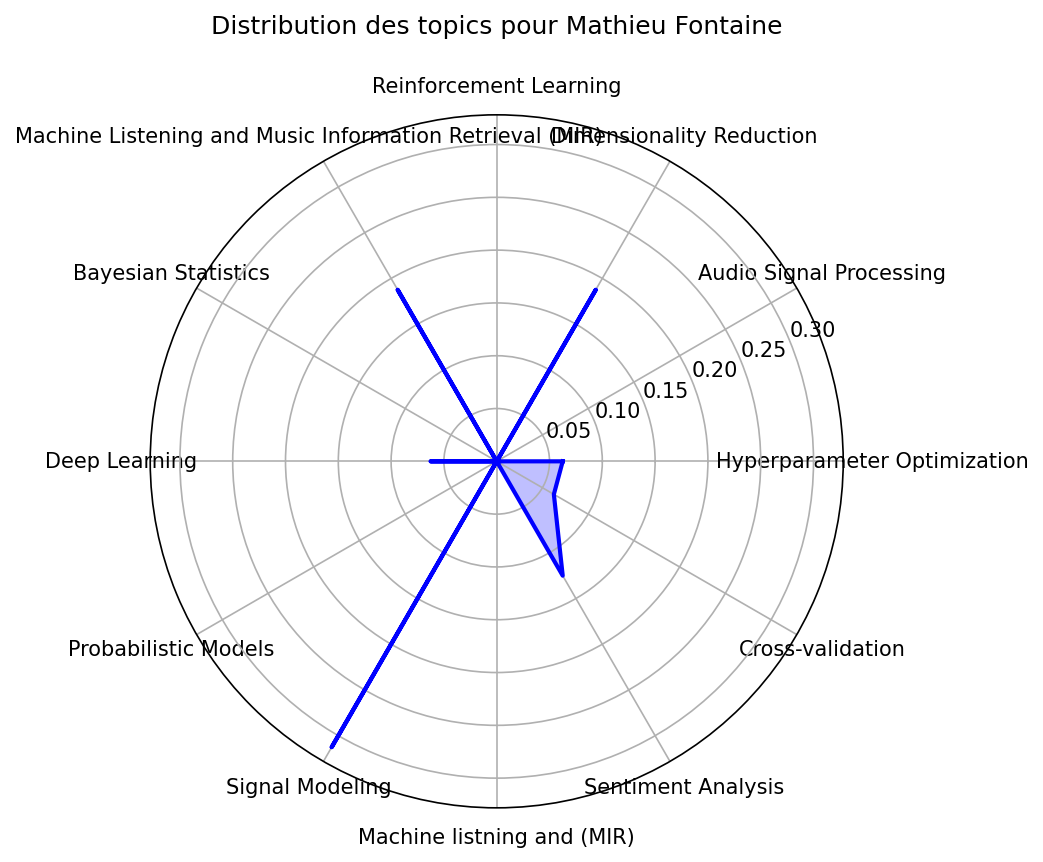 Distribution des topics pour Mathieu Fontaine
Reinforcement Learning
Machine Listening and Music Information Retrieval (MIR)
Dimensionality Reduction
Bayesian Statistics
Audio Signal Processing
0.30
0.25
0.20
0.15
0.10
0.05
Deep Learning
Hyperparameter Optimization
Probabilistic Models
Cross-validation
Signal Modeling
Sentiment Analysis
Machine listning and (MIR)